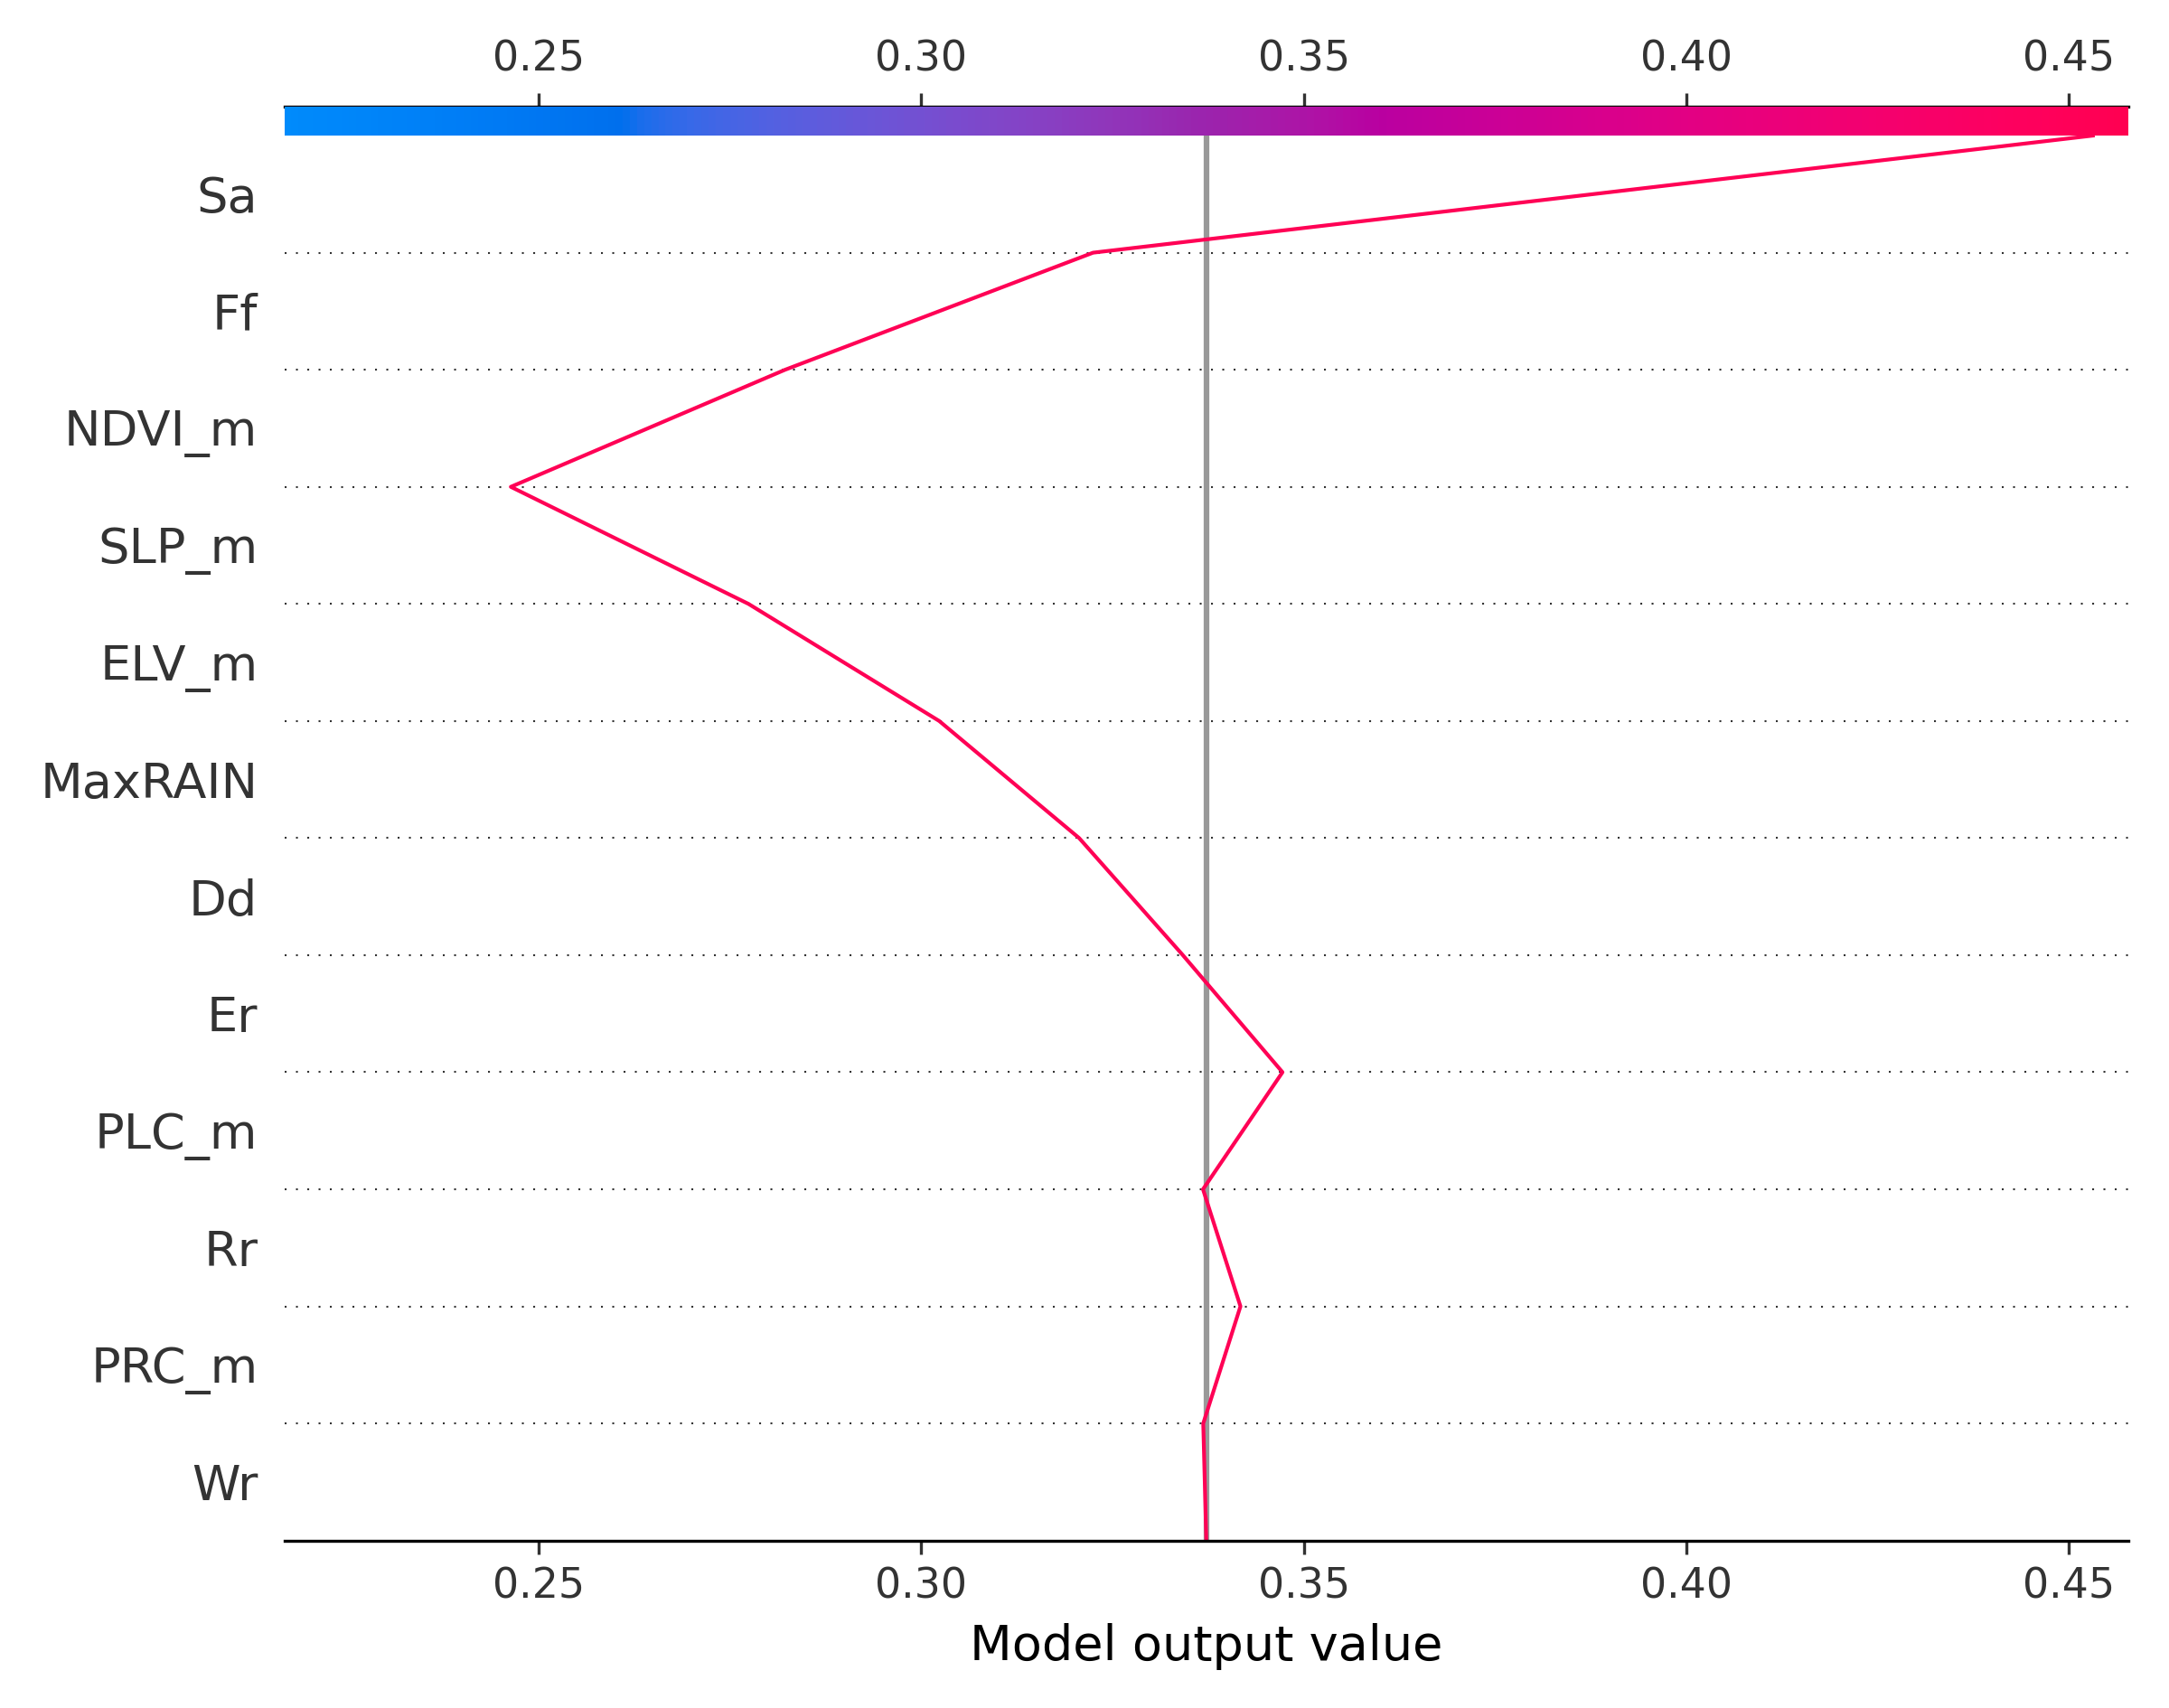 0.25 0.30 0.35 0.40 0.45
Sa
Ff
NDVI_m
SLP_m
ELV_m
MaxRAIN
Dd
Er
PLC_m
Rr
PRC_m
Wr
0.25 0.30 0.35 0.40 0.45
Model output value